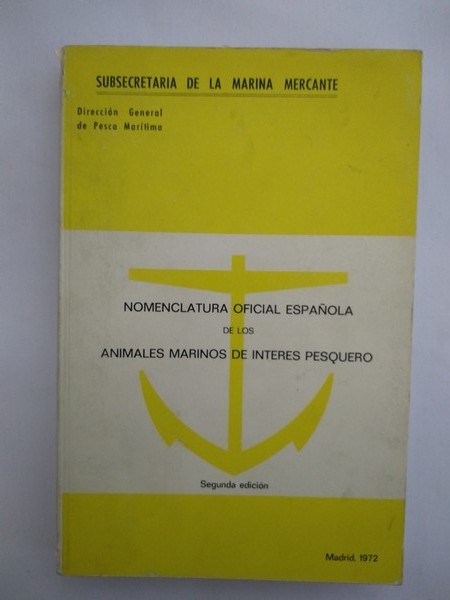 SUBSECRETARIA DE LA MARINA MERCANTE
Dirección General
de Pesca Marítima
NOMENCLATURA OFICIAL ESPAÑOLA
DE LOS
ANIMALES MARINOS DE INTERES PESQUERO
Segunda edición
Madrid, 1972